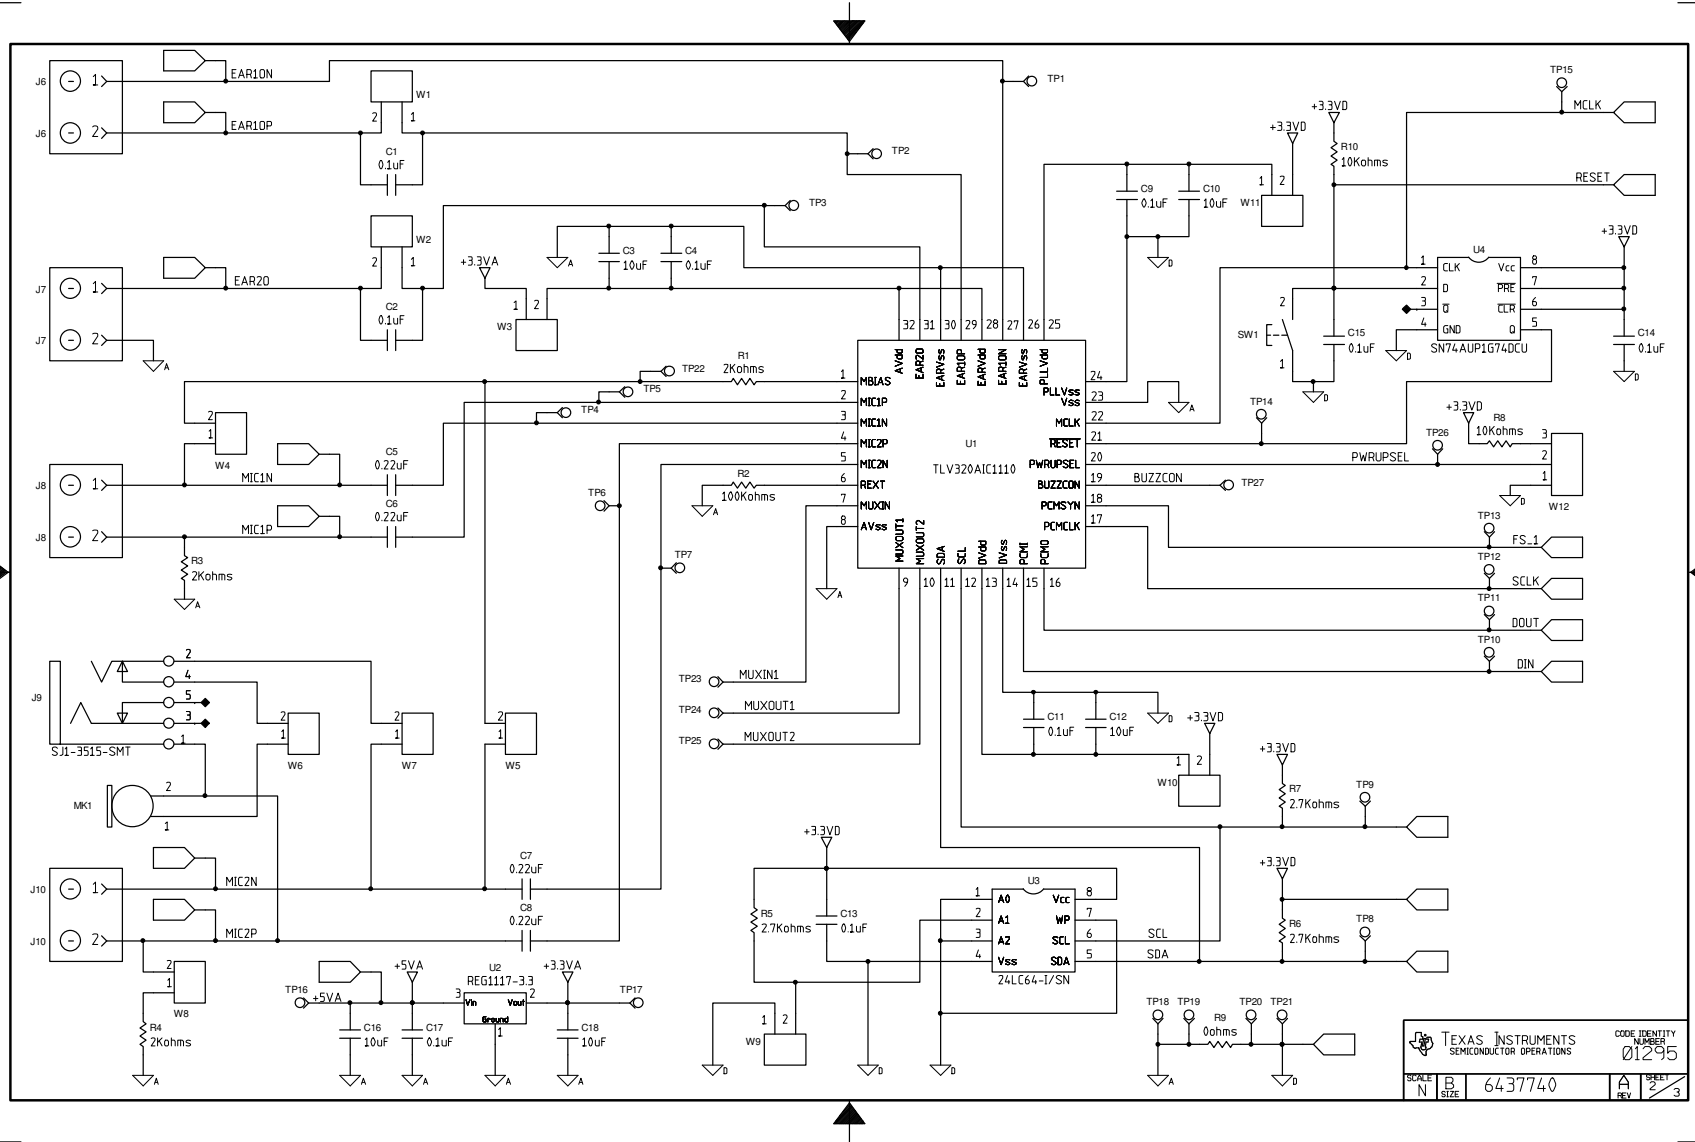 J6
1
EAR1ON
J6
2
EAR1OP
W1
2
1
C1
0.1uF
TP1
TP2
TP3
W2
2
1
J7
1
EAR2O
C2
0.1uF
J7
2
A
+3.3VA
1
2
W3
A
C3
10uF
C4
0.1uF
C9
0.1uF
C10
10uF
D
+3.3VD
1
2
W11
+3.3VD
R10
10Kohms
TP15
MCLK
RESET
+3.3VD
U4
1
CLK
Vcc
8
2
D
PRE
7
3
Q
CLR
6
4
GND
Q
5
SN74AUP1G74DCU
D
C14
0.1uF
D
2
SW1
1
C15
0.1uF
D
32
31
30
29
28
27
26
25
AVdd
EAR2O
EARVss
EAR1OP
EARVdd
EAR1ON
EARVss
PLLVdd
U1
TLV320AIC1110
1
MBIAS
2
MIC1P
3
MIC1N
4
MIC2P
5
MIC2N
6
REXT
7
MUXIN
8
AVss
PLLVss
24
Vss
23
MCLK
22
RESET
21
PWRUPSEL
20
BUZZCON
19
PCMSYN
18
PCMCLK
17
MUXOUT1
MUXOUT2
SDA
SCL
DVdd
DVss
PCMI
PCMO
9
10
11
12
13
14
15
16
A
A
R1
2Kohms
TP22
TP5
TP4
R2
100Kohms
A
TP6
TP7
2
1
W4
J8
1
MIC1N
C5
0.22uF
C6
0.22uF
J8
2
MIC1P
R3
2Kohms
A
TP14
PWRUPSEL
TP26
+3.3VD
R8
10Kohms
3
2
1
W12
D
BUZZCON
TP27
TP13
FS_1
TP12
SCLK
TP11
DOUT
TP10
DIN
J9
2
4
5
3
1
SJ1-3515-SMT
2
1
W6
2
1
W7
2
1
W5
MK1
2
1
TP23
MUXIN1
TP24
MUXOUT1
TP25
MUXOUT2
C11
0.1uF
C12
10uF
D
+3.3VD
1
2
W10
+3.3VD
R7
2.7Kohms
TP9
+3.3VD
R6
2.7Kohms
TP8
J10
1
MIC2N
C7
0.22uF
C8
0.22uF
J10
2
MIC2P
2
1
W8
R4
2Kohms
A
+3.3VD
R5
2.7Kohms
C13
0.1uF
U3
1
A0
Vcc
8
2
A1
WP
7
3
A2
SCL
6
4
Vss
SDA
5
24LC64-I/SN
SCL
SDA
1
2
W9
D
D
D
TP16
+5VA
+5VA
C16
10uF
A
C17
0.1uF
A
U2
REG1117-3.3
3
Vin
Vout
2
Ground
1
A
+3.3VA
TP17
C18
10uF
A
TP18
TP19
R9
0ohms
TP20
TP21
A
D
TEXAS INSTRUMENTS
SEMICONDUCTOR OPERATIONS
CODE IDENTITY
NUMBER
01295
SCALE
N
B
SIZE
6437740
A
REV
SHEET
2/3